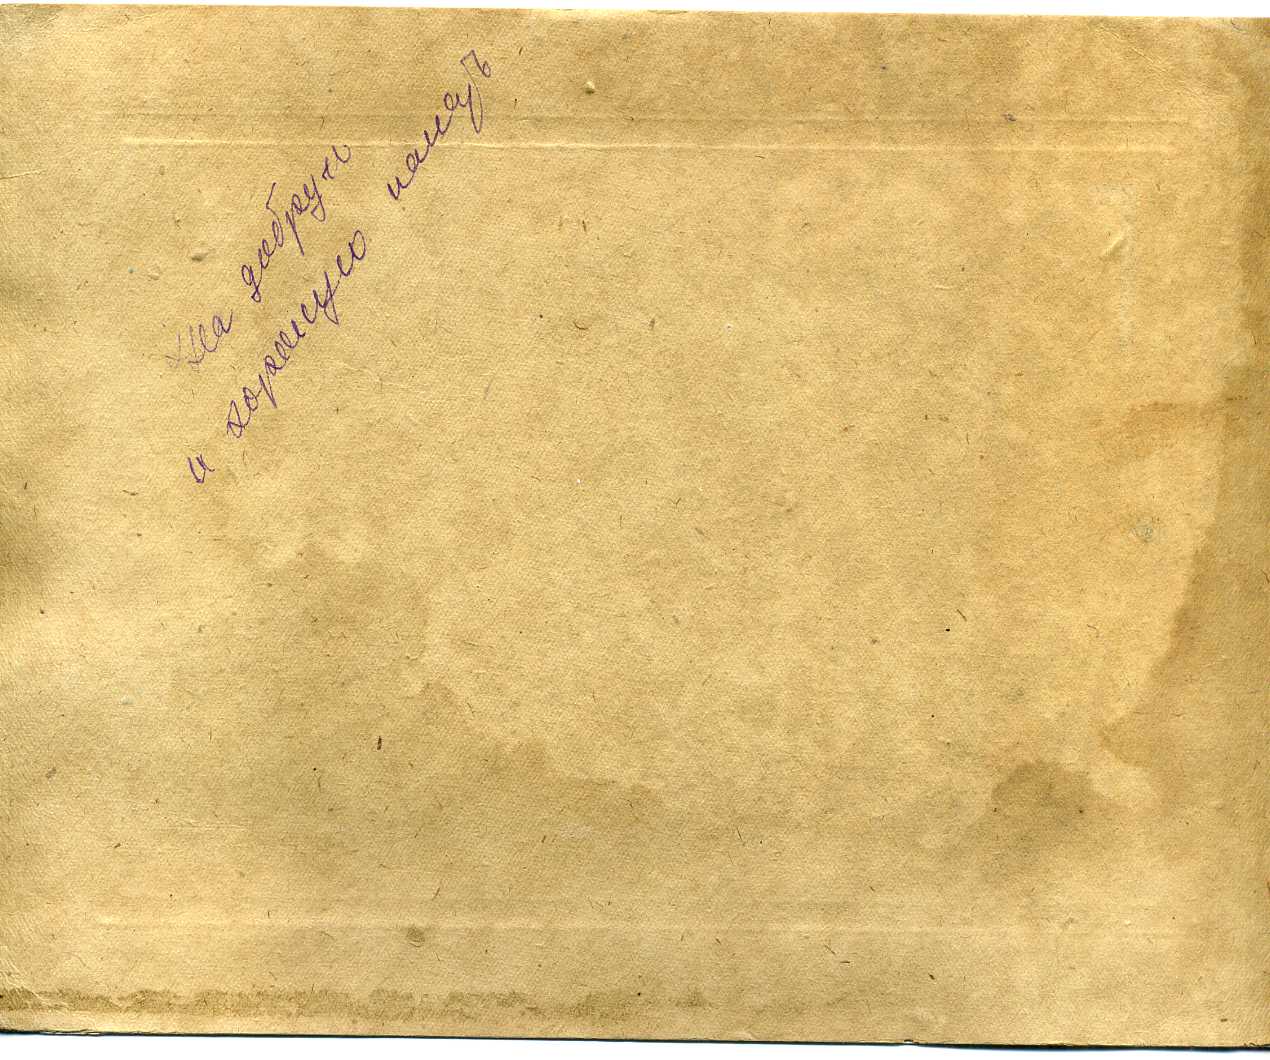 На добрую
и хорошую память